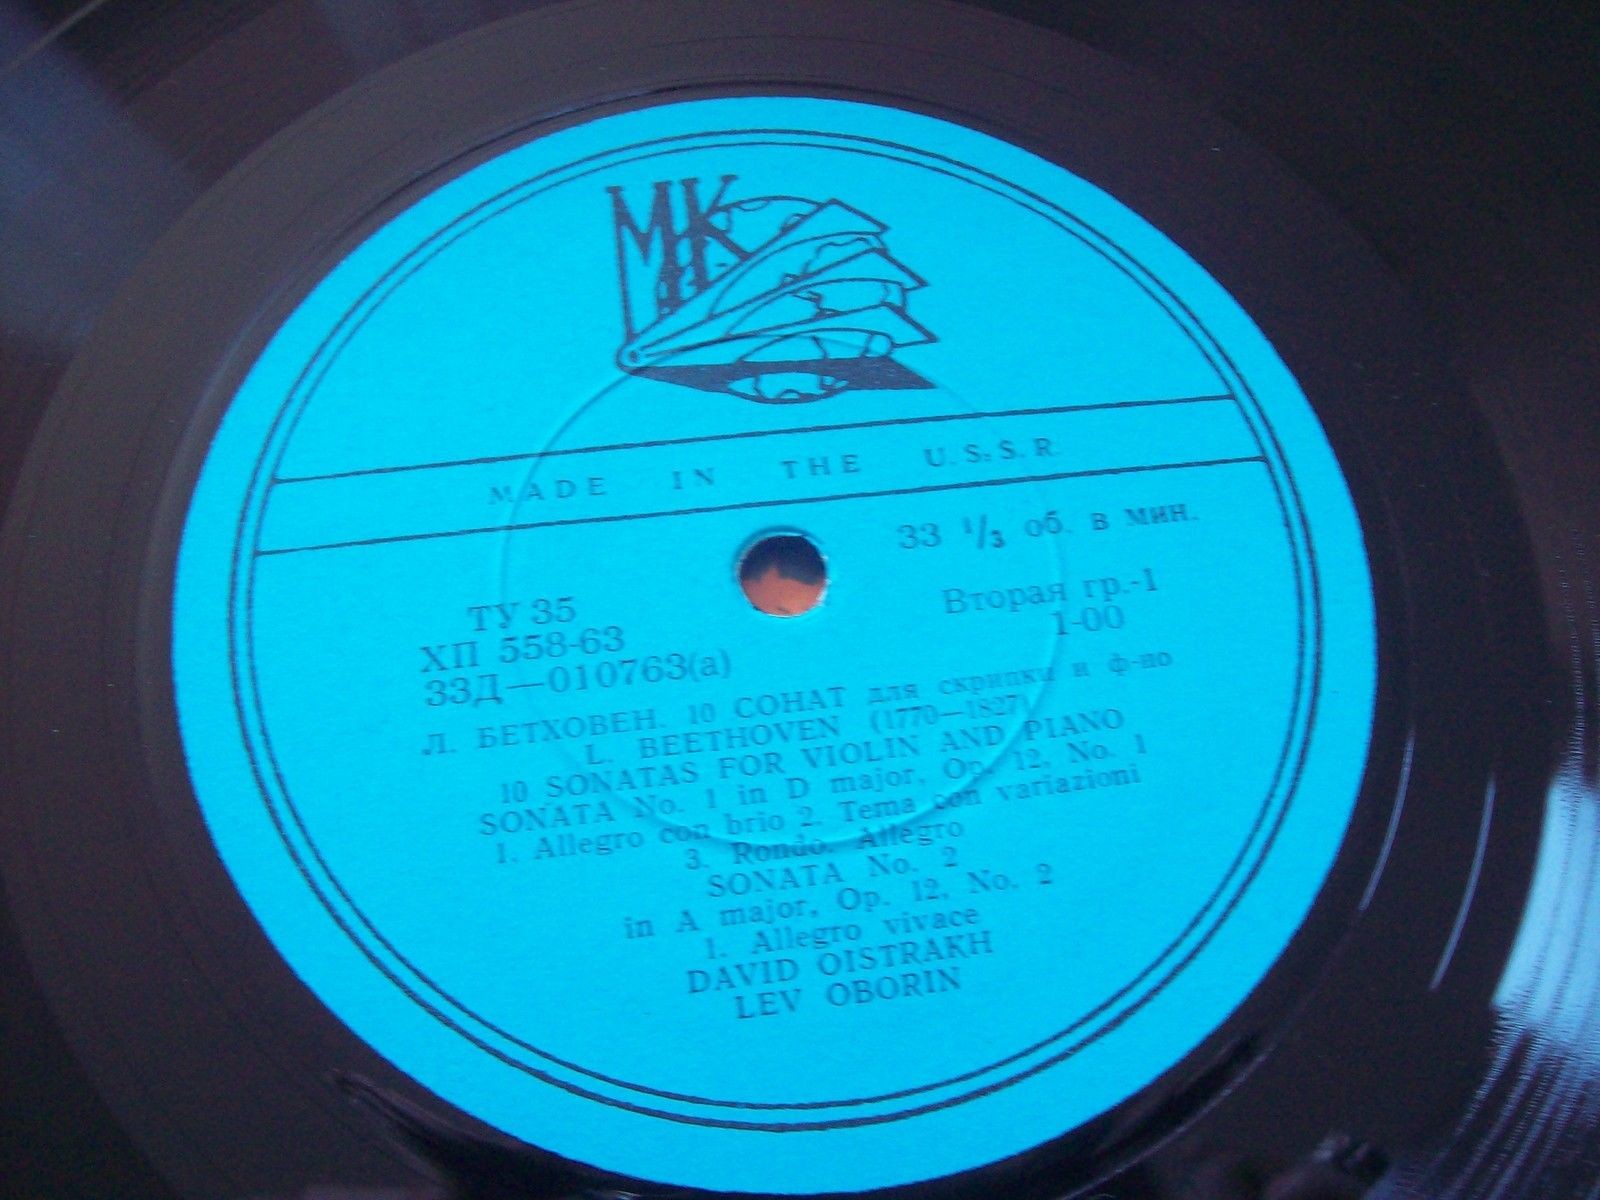 МК
MADE IN THE U.S.S.R.
33 1/3 об. в мин.
ТУ 35
ХП 558-63
33Д—010763(а)
Вторая гр.-1
1-00
Л. БЕТХОВЕН. 10 СОНАТ для скрипки и ф-по
L. BEETHOVEN (1770—1827)
10 SONATAS FOR VIOLIN AND PIANO
SONATA No. 1 in D major, Op. 12, No. 1
1. Allegro con brio 2. Tema con variazioni
3. Rondo. Allegro
SONATA No. 2
in A major, Op. 12, No. 2
1. Allegro vivace
DAVID OISTRAKH
LEV OBORIN